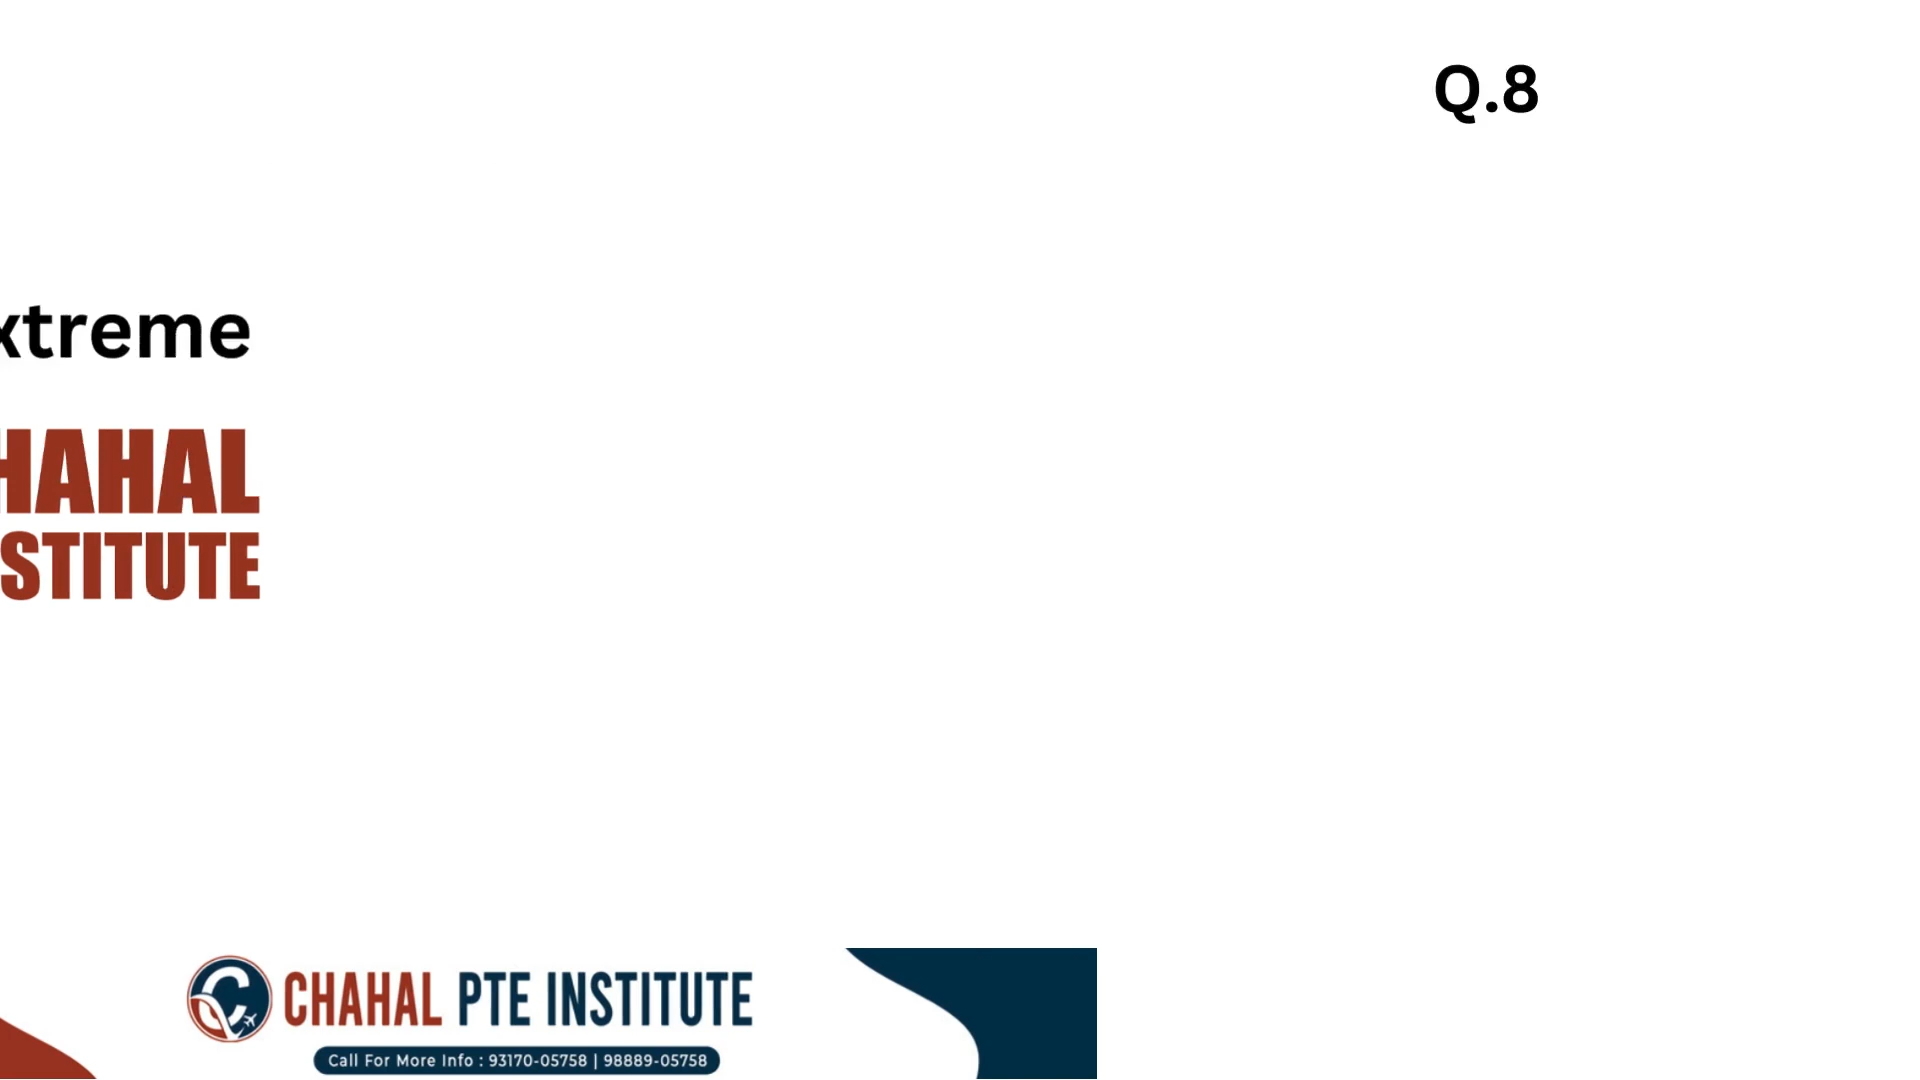 Q.8
xtreme
HAHAL
STITUTE
CHAHAL PTE INSTITUTE
Call For More Info : 93170-05758 | 98889-05758